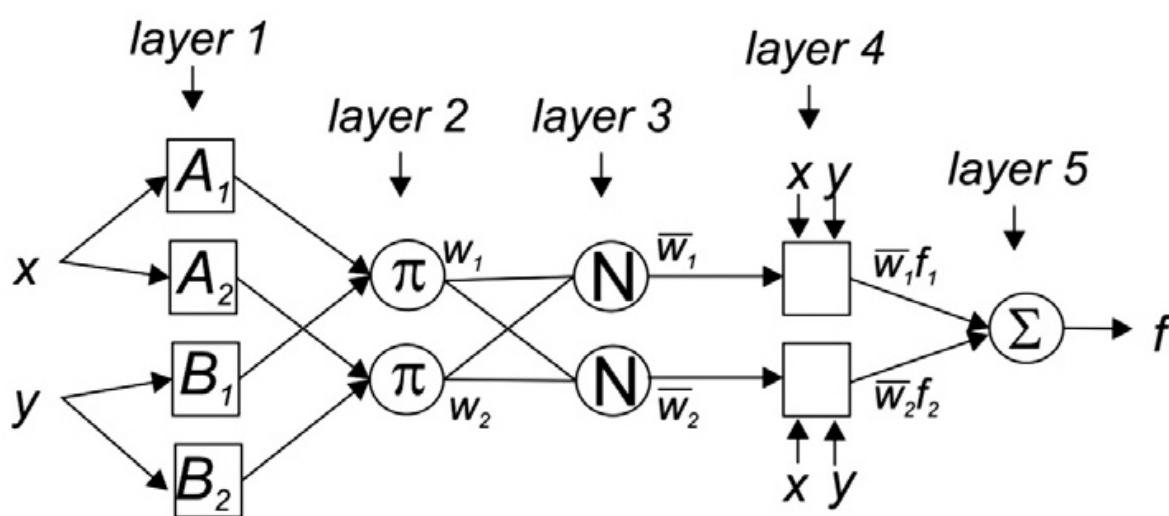 layer 1
layer 2
layer 3
layer 4
layer 5
x
y
A₁
A₂
B₁
B₂
π
w₁
π
w₂
N
w̅₁
N
w̅₂
x y
x y
w̅₁f₁
w̅₂f₂
Σ
f